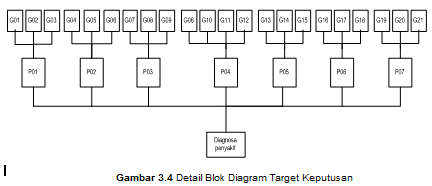 G01 G02 G03 G04 G05 G06 G07 G08 G09 G06 G10 G11 G12 G13 G14 G15 G16 G17 G18 G19 G20 G21
P01 P02 P03 P04 P05 P06 P07
Diagnosa
penyakit
Gambar 3.4 Detail Blok Diagram Target Keputusan